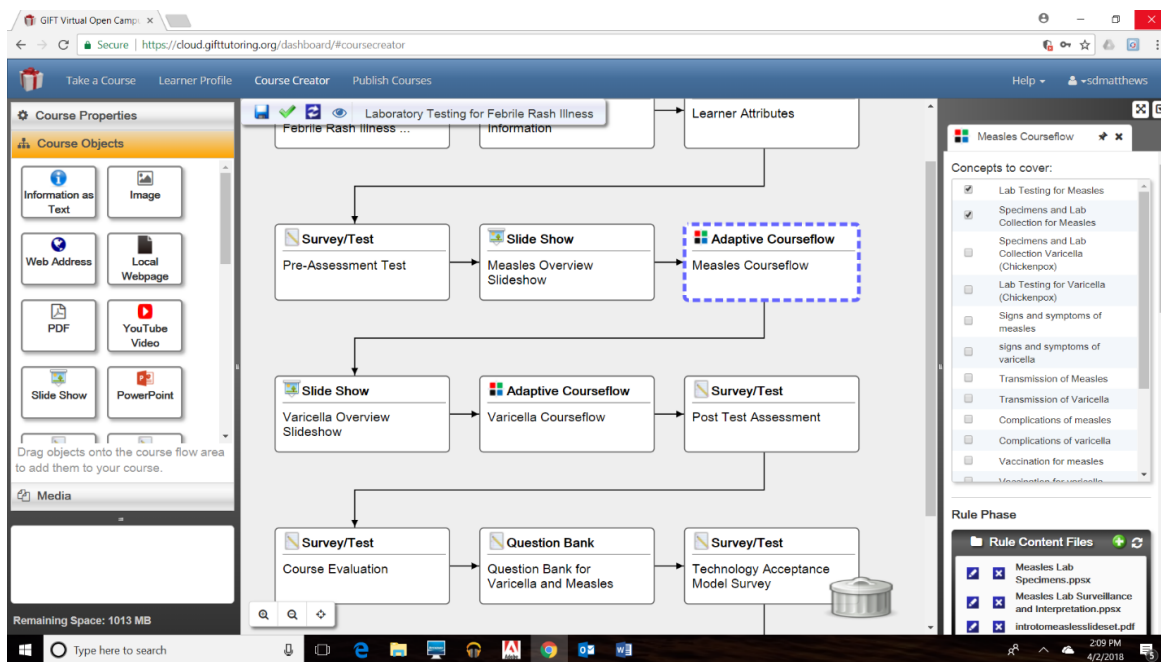 GIFT Virtual Open Camp
Secure | https://cloud.gifttutoring.org/dashboard/#coursecreator
Take a Course Learner Profile Course Creator Publish Courses Help sdmatthews
Course Properties
Course Objects
Information as
Text
Image
Web Address
Local
Webpage
PDF
YouTube
Video
Slide Show
PowerPoint
Drag objects onto the course flow area
to add them to your course.
Media
Remaining Space: 1013 MB
Laboratory Testing for Febrile Rash Illness
Febrile Rash Illness ...
Information
Learner Attributes
Survey/Test
Pre-Assessment Test
Slide Show
Measles Overview
Slideshow
Adaptive Courseflow
Measles Courseflow
Slide Show
Varicella Overview
Slideshow
Adaptive Courseflow
Varicella Courseflow
Survey/Test
Post Test Assessment
Survey/Test
Course Evaluation
Question Bank
Question Bank for
Varicella and Measles
Survey/Test
Technology Acceptance
Model Survey
Measles Courseflow
Concepts to cover:
Lab Testing for Measles
Specimens and Lab
Collection for Measles
Specimens and Lab
Collection Varicella
(Chickenpox)
Lab Testing for Varicella
(Chickenpox)
Signs and symptoms of
measles
signs and symptoms of
varicella
Transmission of Measles
Transmission of Varicella
Complications of measles
Complications of varicella
Vaccination for measles
Vaccination for varicella
Rule Phase
Rule Content Files
Measles Lab
Specimens.ppsx
Measles Lab Surveillance
and Interpretation.ppsx
introtomeaslesslideset.pdf
Type here to search
2:09 PM
4/2/2018
5